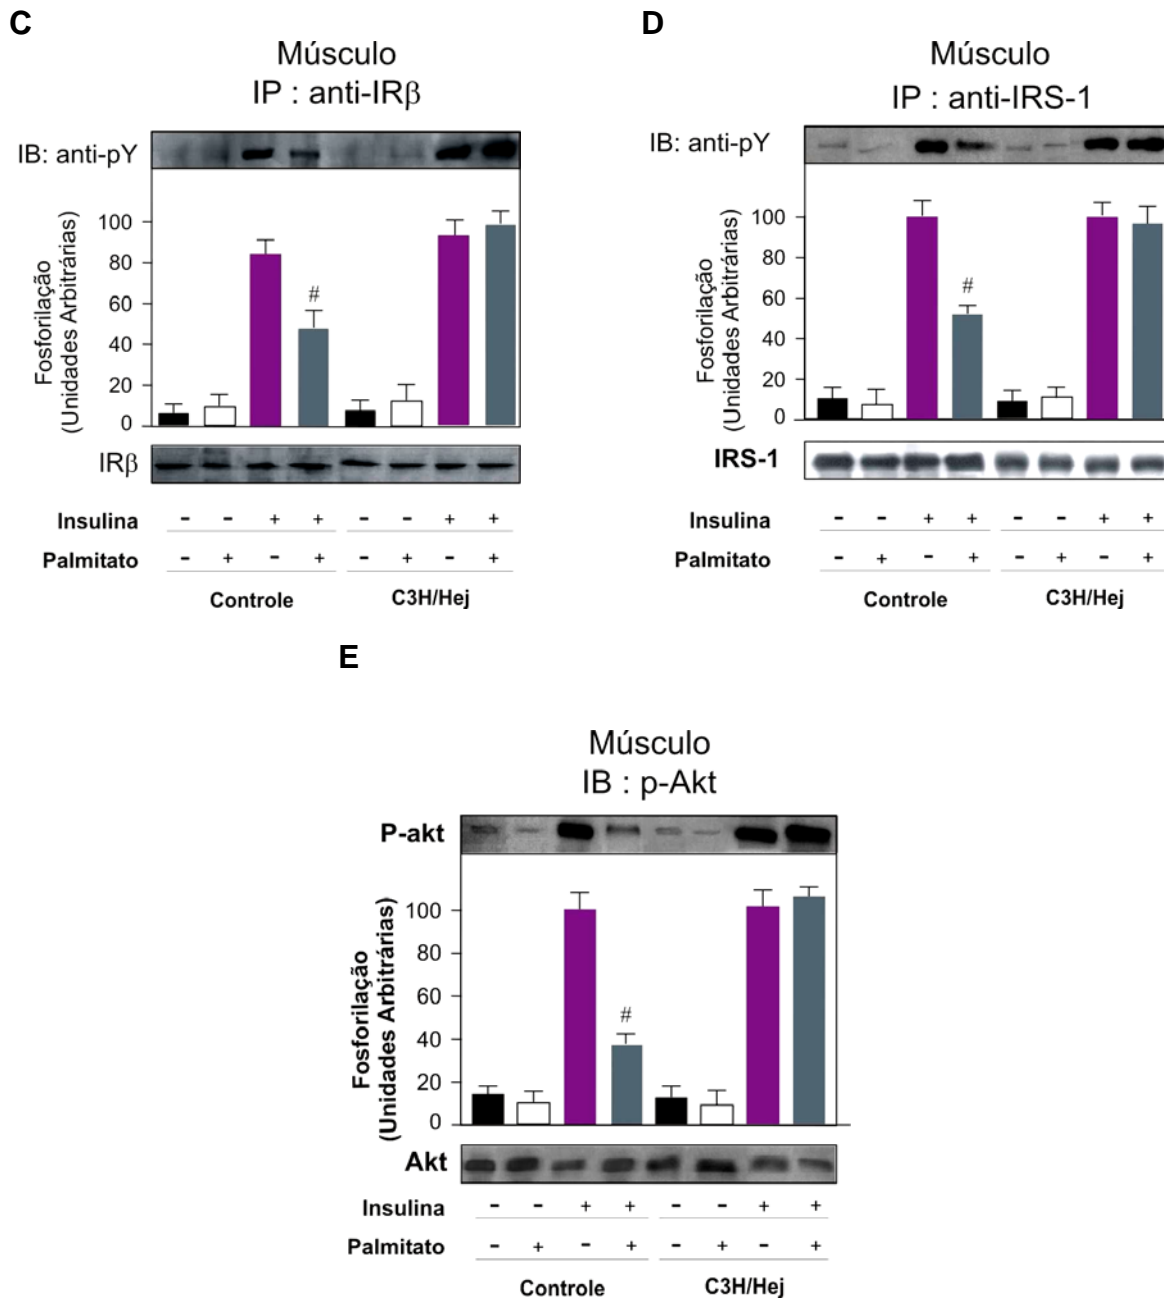 C
Músculo
IP : anti-IRβ
IB: anti-pY
Fosforilação
(Unidades Arbitrárias)
100
80
60
40
20
0
#
IRβ
Insulina - - + + - - + +
Palmitato - + - + - + - +
Controle C3H/Hej
D
Músculo
IP : anti-IRS-1
IB: anti-pY
Fosforilação
(Unidades Arbitrárias)
100
80
60
40
20
0
#
IRS-1
Insulina - - + + - - + +
Palmitato - + - + - + - +
Controle C3H/Hej
E
Músculo
IB : p-Akt
P-akt
Fosforilação
(Unidades Arbitrárias)
100
80
60
40
20
0
#
Akt
Insulina - - + + - - + +
Palmitato - + - + - + - +
Controle C3H/Hej